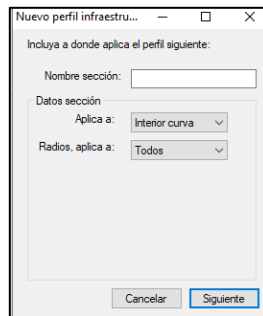 Nuevo perfil infraestru...
Incluya a donde aplica el perfil siguiente:
Nombre sección:
Datos sección
Aplica a: Interior curva
Radios, aplica a: Todos
Cancelar Siguiente